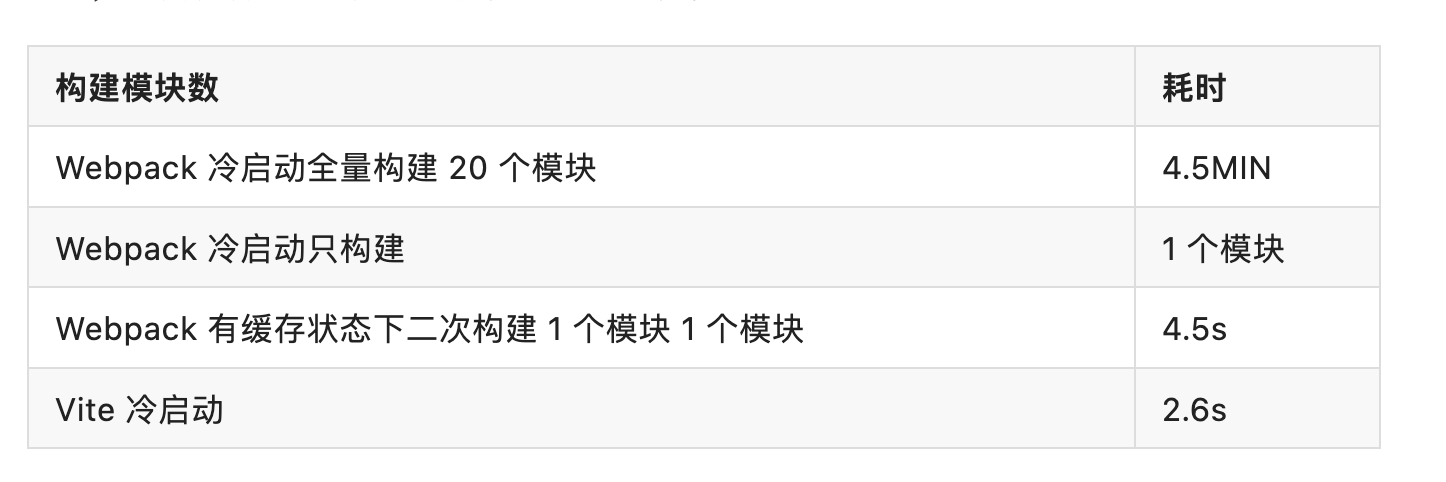 构建模块数 耗时
Webpack 冷启动全量构建 20 个模块 4.5MIN
Webpack 冷启动只构建 1 个模块
Webpack 有缓存状态下二次构建 1 个模块 1 个模块 4.5s
Vite 冷启动 2.6s